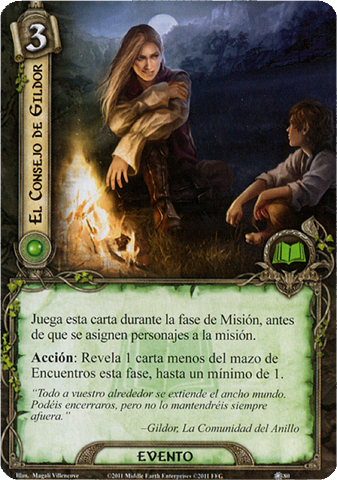 3
EL CONSEJO DE GILDOR
Juega esta carta durante la fase de Misión, antes
de que se asignen personajes a la misión.
Acción: Revela 1 carta menos del mazo de
Encuentros esta fase, hasta un mínimo de 1.
“Todo a vuestro alrededor se extiende el ancho mundo.
Podéis encerraros, pero no lo mantendréis siempre
afuera.”
–Gildor, La Comunidad del Anillo
EVENTO
Illus. Magali Villeneuve
©2011 Middle Earth Enterprises ©2011 FFG
80